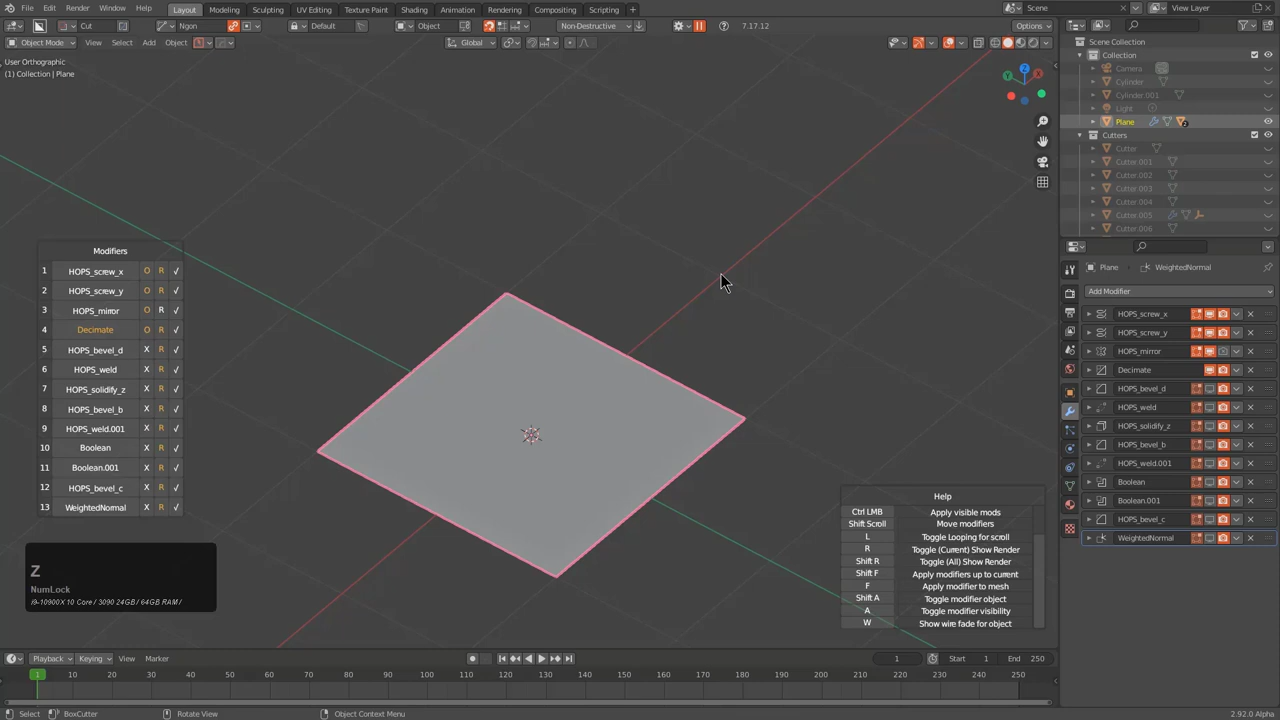 File Edit Render Window Help Layout Modeling Sculpting UV Editing Texture Paint Shading Animation Rendering Compositing Scripting + Scene View Layer
Cut Ngon Default Object Non-Destructive 7.17.12 Options
Object Mode View Select Add Object Global
User Orthographic
(1) Collection | Plane
Scene Collection
Collection
Camera
Cylinder
Cylinder.001
Light
Plane
2
Cutters
Cutter
Cutter.001
Cutter.002
Cutter.003
Cutter.004
Cutter.005
Cutter.006
Z
X
Y
Modifiers
1 HOPS_screw_x O R ✓
2 HOPS_screw_y O R ✓
3 HOPS_mirror O R ✓
4 Decimate O R ✓
5 HOPS_bevel_d X R ✓
6 HOPS_weld X R ✓
7 HOPS_solidify_z X R ✓
8 HOPS_bevel_b X R ✓
9 HOPS_weld.001 X R ✓
10 Boolean X R ✓
11 Boolean.001 X R ✓
12 HOPS_bevel_c X R ✓
13 WeightedNormal X R ✓
Z
NumLock
i9-10900X 10 Core / 3090 24GB / 64GB RAM /
Help
Ctrl LMB Apply visible mods
Shift Scroll Move modifiers
L Toggle Looping for scroll
R Toggle (Current) Show Render
Shift R Toggle (All) Show Render
Shift F Apply modifiers up to current
F Apply modifier to mesh
Shift A Toggle modifier object
A Toggle modifier visibility
W Show wire fade for object
Plane WeightedNormal
Add Modifier
HOPS_screw_x
HOPS_screw_y
HOPS_mirror
Decimate
HOPS_bevel_d
HOPS_weld
HOPS_solidify_z
HOPS_bevel_b
HOPS_weld.001
Boolean
Boolean.001
HOPS_bevel_c
WeightedNormal
Playback Keying View Marker 1 Start 1 End 250
1 10 20 30 40 50 60 70 80 90 100 110 120 130 140 150 160 170 180 190 200 210 220 230 240 250
Select BoxCutter Rotate View Object Context Menu 2.92.0 Alpha